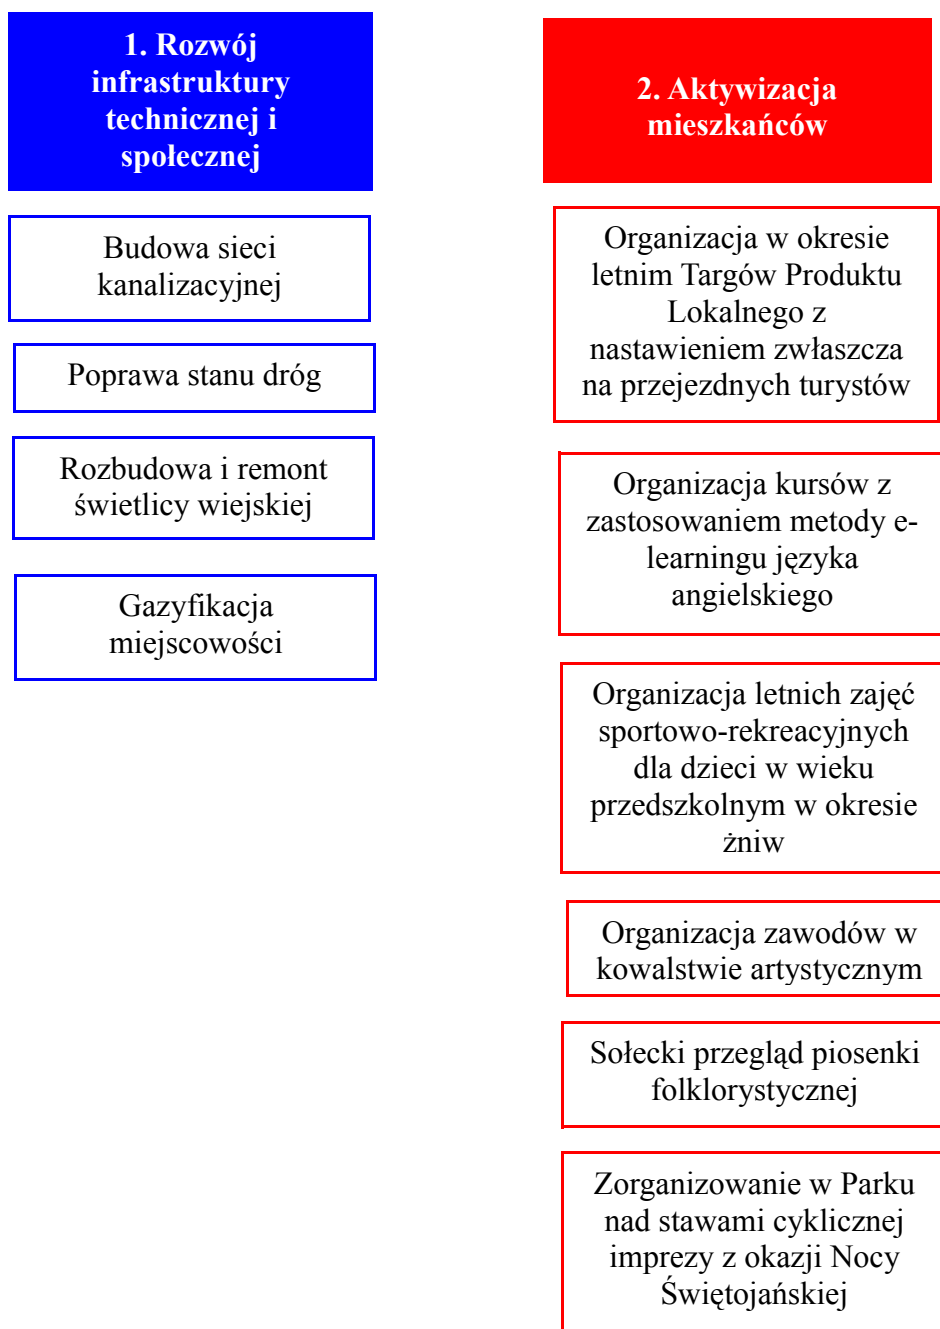 1. Rozwój
infrastruktury
technicznej i
społecznej
Budowa sieci
kanalizacyjnej
Poprawa stanu dróg
Rozbudowa i remont
świetlicy wiejskiej
Gazyfikacja
miejscowości
2. Aktywizacja
mieszkańców
Organizacja w okresie
letnim Targów Produktu
Lokalnego z
nastawieniem zwłaszcza
na przejezdnych turystów
Organizacja kursów z
zastosowaniem metody e-
learningu języka
angielskiego
Organizacja letnich zajęć
sportowo-rekreacyjnych
dla dzieci w wieku
przedszkolnym w okresie
żniw
Organizacja zawodów w
kowalstwie artystycznym
Sołecki przegląd piosenki
folklorystycznej
Zorganizowanie w Parku
nad stawami cyklicznej
imprezy z okazji Nocy
Świętojańskiej